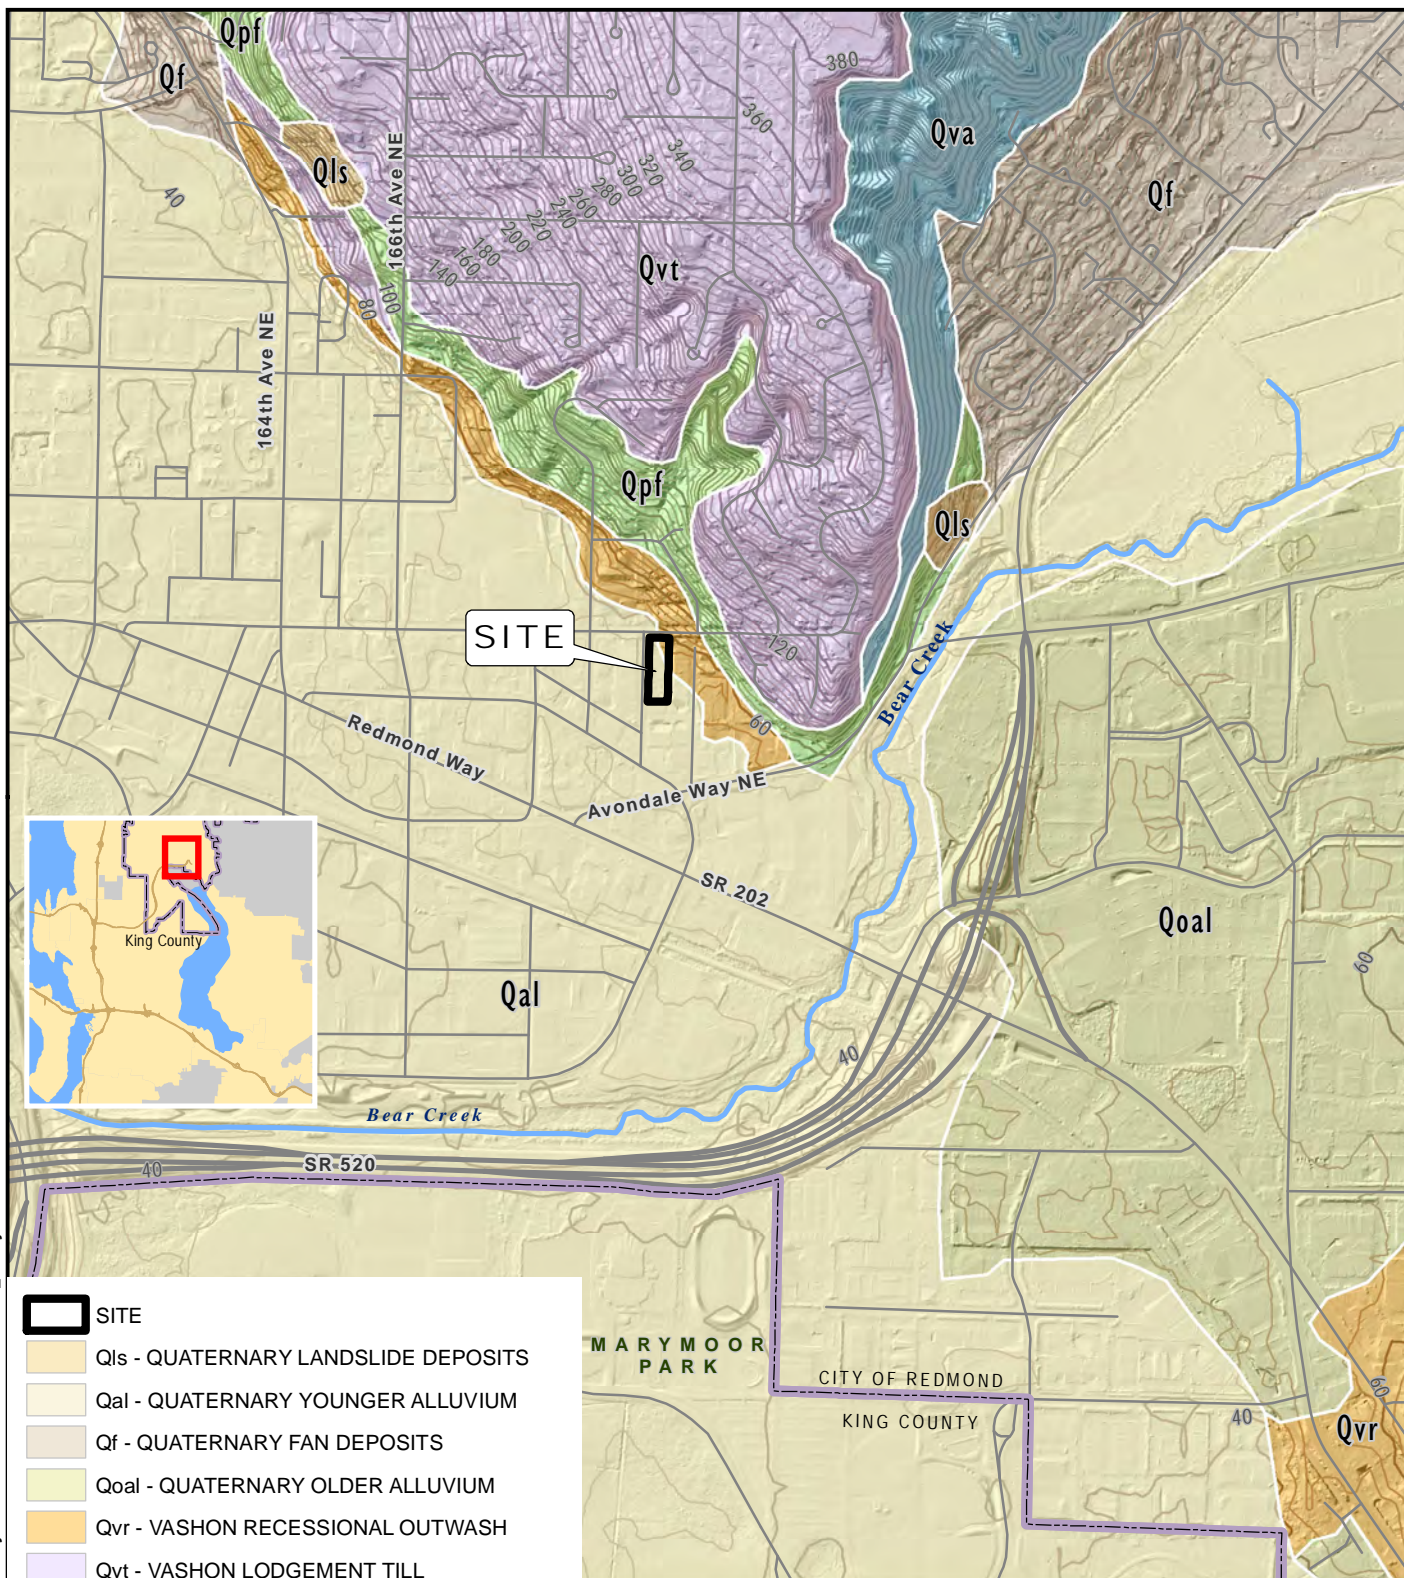 Qpf
Qf
380
Qva
360
166th Ave NE
Qls
340
320
300
280
260
240
220
200
180
160
140
40
Qf
Qvt
100
80
164th Ave NE
Qpf
Qls
SITE
120
Bear Creek
60
Redmond Way
Avondale Way NE
SR 202
King County
Qoal
60
Qal
40
Bear Creek
SR 520
40
SITE
Qls - QUATERNARY LANDSLIDE DEPOSITS
Qal - QUATERNARY YOUNGER ALLUVIUM
Qf - QUATERNARY FAN DEPOSITS
Qoal - QUATERNARY OLDER ALLUVIUM
Qvr - VASHON RECESSIONAL OUTWASH
Qvt - VASHON LODGEMENT TILL
MARYMOOR
PARK
CITY OF REDMOND
KING COUNTY
60
40
Qvr